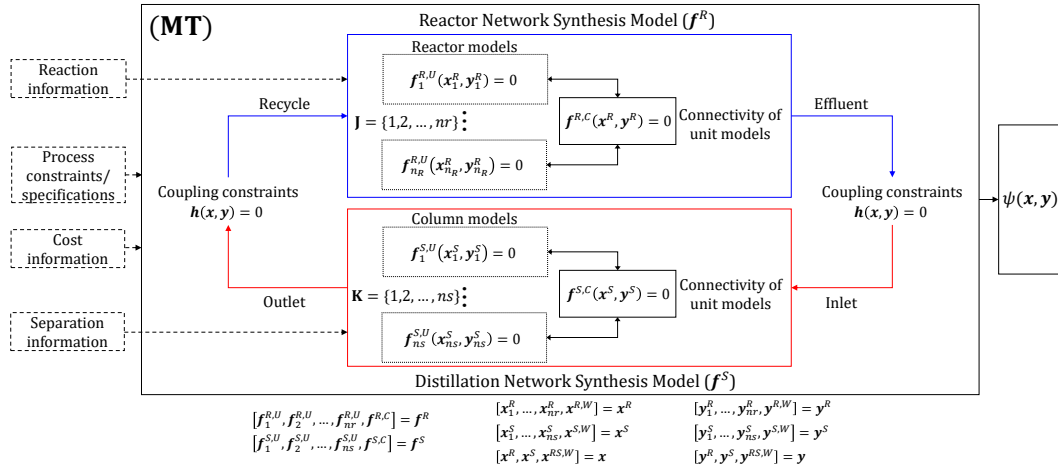 (MT)
Reactor Network Synthesis Model (f^R)
Reactor models
f_1^{R,U}(x_1^R, y_1^R) = 0
Reaction
information
Recycle
J = {1,2, …, nr}
⋮
f^{R,C}(x^R, y^R) = 0
Connectivity of
unit models
Effluent
f_{n_R}^{R,U}(x_{n_R}^R, y_{n_R}^R) = 0
Process
constraints/
specifications
Coupling constraints
h(x, y) = 0
Coupling constraints
h(x, y) = 0
ψ(x, y)
Column models
f_1^{S,U}(x_1^S, y_1^S) = 0
Cost
information
Outlet
K = {1,2, …, ns}
⋮
f^{S,C}(x^S, y^S) = 0
Connectivity of
unit models
Inlet
Separation
information
f_{ns}^{S,U}(x_{ns}^S, y_{ns}^S) = 0
Distillation Network Synthesis Model (f^S)
[f_1^{R,U}, f_2^{R,U}, …, f_{nr}^{R,U}, f^{R,C}] = f^R
[f_1^{S,U}, f_2^{S,U}, …, f_{ns}^{S,U}, f^{S,C}] = f^S
[x_1^R, …, x_{nr}^R, x^{R,W}] = x^R
[x_1^S, …, x_{ns}^S, x^{S,W}] = x^S
[x^R, x^S, x^{RS,W}] = x
[y_1^R, …, y_{nr}^R, y^{R,W}] = y^R
[y_1^S, …, y_{ns}^S, y^{S,W}] = y^S
[y^R, y^S, y^{RS,W}] = y